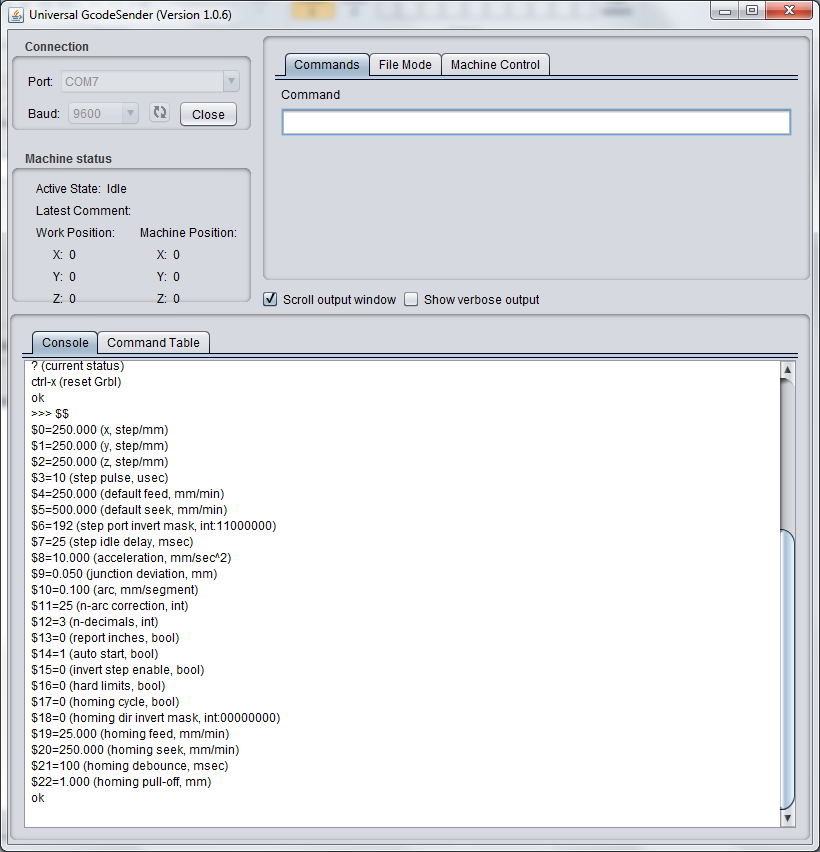 Universal GcodeSender (Version 1.0.6)
Connection
Port: COM7
Baud: 9600 Close
Machine status
Active State: Idle
Latest Comment:
Work Position: Machine Position:
X: 0 X: 0
Y: 0 Y: 0
Z: 0 Z: 0
Commands File Mode Machine Control
Command
Scroll output window Show verbose output
Console Command Table
? (current status)
ctrl-x (reset Grbl)
ok
>>> $$
$0=250.000 (x, step/mm)
$1=250.000 (y, step/mm)
$2=250.000 (z, step/mm)
$3=10 (step pulse, usec)
$4=250.000 (default feed, mm/min)
$5=500.000 (default seek, mm/min)
$6=192 (step port invert mask, int:11000000)
$7=25 (step idle delay, msec)
$8=10.000 (acceleration, mm/sec^2)
$9=0.050 (junction deviation, mm)
$10=0.100 (arc, mm/segment)
$11=25 (n-arc correction, int)
$12=3 (n-decimals, int)
$13=0 (report inches, bool)
$14=1 (auto start, bool)
$15=0 (invert step enable, bool)
$16=0 (hard limits, bool)
$17=0 (homing cycle, bool)
$18=0 (homing dir invert mask, int:00000000)
$19=25.000 (homing feed, mm/min)
$20=250.000 (homing seek, mm/min)
$21=100 (homing debounce, msec)
$22=1.000 (homing pull-off, mm)
ok